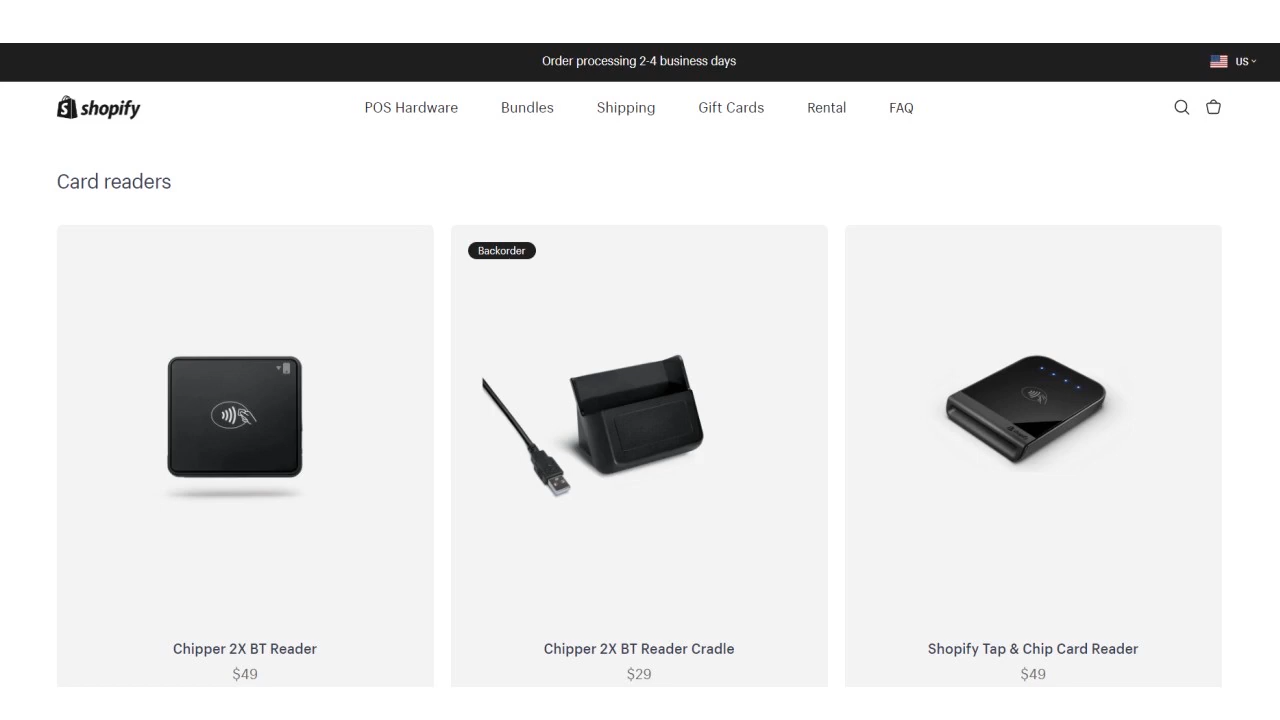 Order processing 2-4 business days
US
shopify
POS Hardware
Bundles
Shipping
Gift Cards
Rental
FAQ
Card readers
Backorder
Chipper 2X BT Reader
$49
Chipper 2X BT Reader Cradle
$29
Shopify Tap & Chip Card Reader
$49